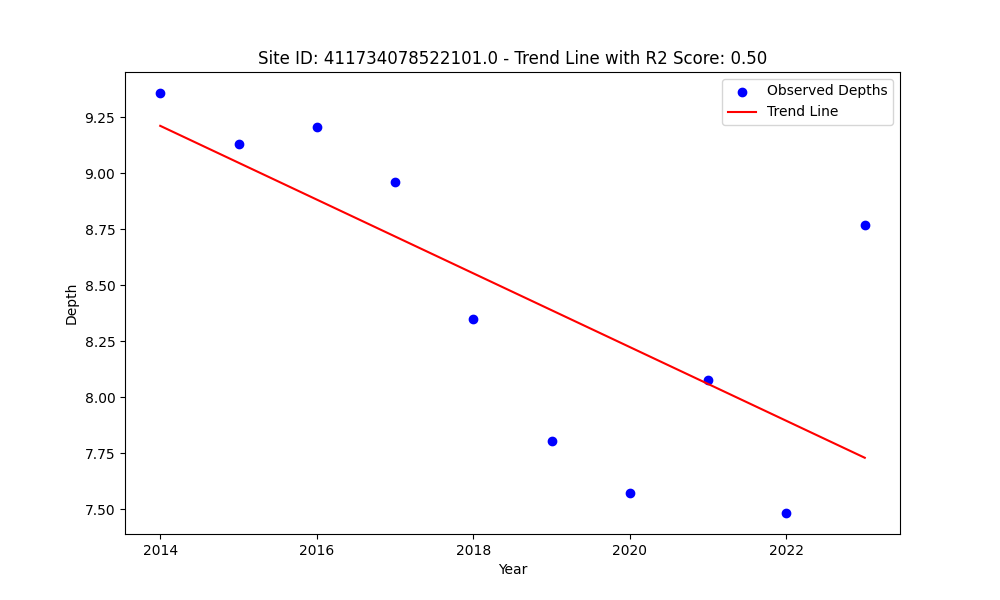 Site ID: 411734078522101.0 - Trend Line with R2 Score: 0.50
Observed Depths
Trend Line
Depth
9.25
9.00
8.75
8.50
8.25
8.00
7.75
7.50
2014 2016 2018 2020 2022
Year